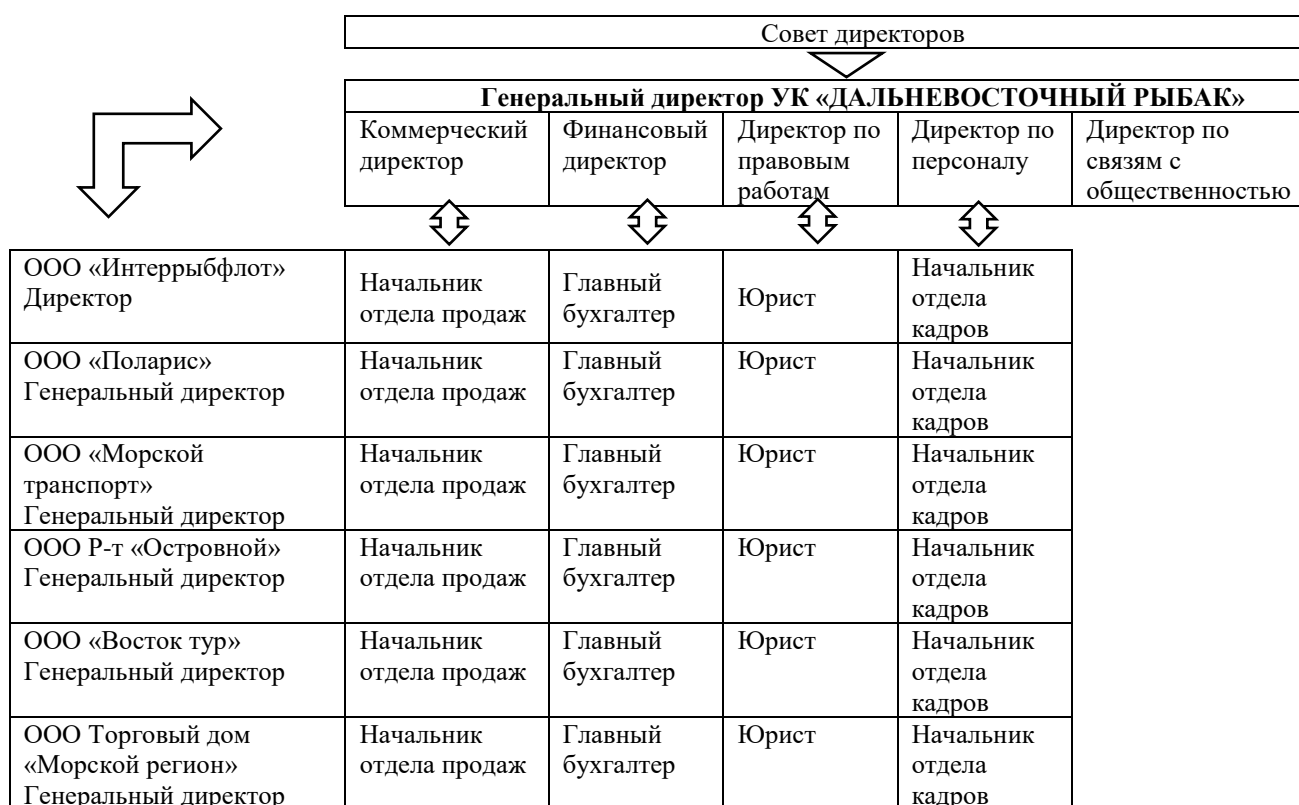 Совет директоров
Генеральный директор УК «ДАЛЬНЕВОСТОЧНЫЙ РЫБАК»
Коммерческий
директор
Финансовый
директор
Директор по
правовым
работам
Директор по
персоналу
Директор по
связям с
общественностью
ООО «Интеррыбфлот»
Директор
Начальник
отдела продаж
Главный
бухгалтер
Юрист
Начальник
отдела
кадров
ООО «Поларис»
Генеральный директор
Начальник
отдела продаж
Главный
бухгалтер
Юрист
Начальник
отдела
кадров
ООО «Морской
транспорт»
Генеральный директор
Начальник
отдела продаж
Главный
бухгалтер
Юрист
Начальник
отдела
кадров
ООО Р-т «Островной»
Генеральный директор
Начальник
отдела продаж
Главный
бухгалтер
Юрист
Начальник
отдела
кадров
ООО «Восток тур»
Генеральный директор
Начальник
отдела продаж
Главный
бухгалтер
Юрист
Начальник
отдела
кадров
ООО Торговый дом
«Морской регион»
Генеральный директор
Начальник
отдела продаж
Главный
бухгалтер
Юрист
Начальник
отдела
кадров